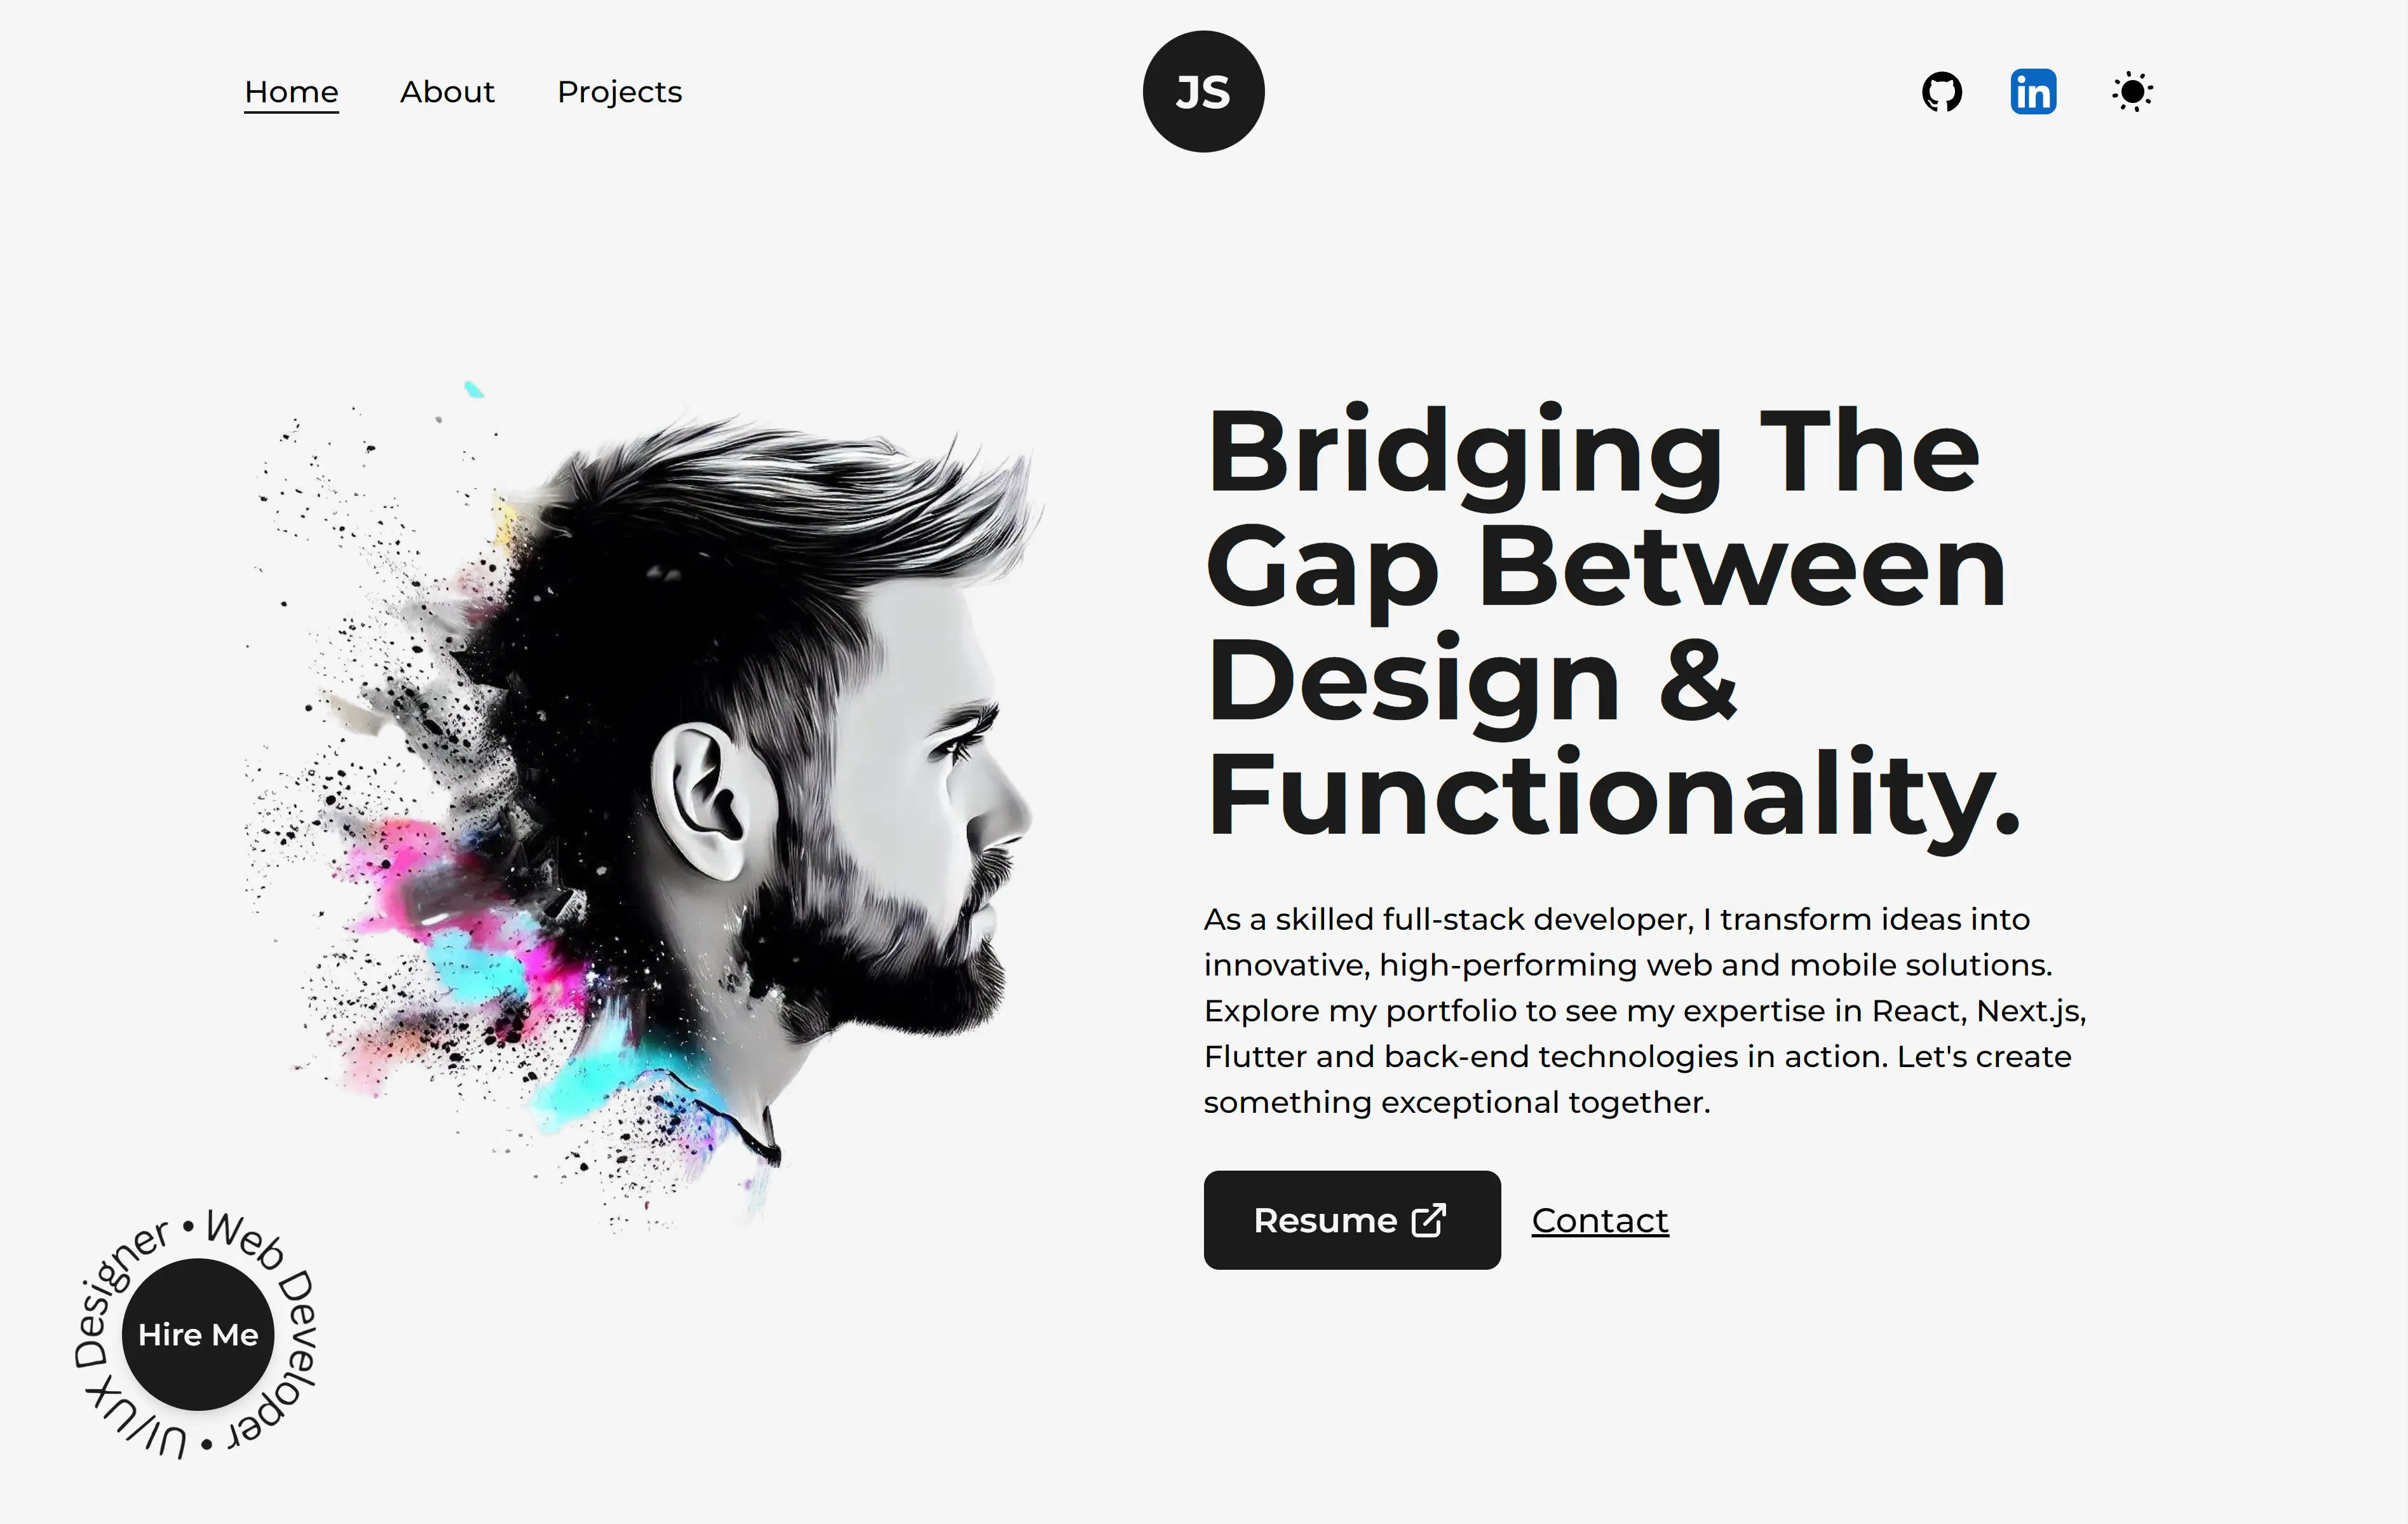 Home
About
Projects
JS
in
Bridging The
Gap Between
Design &
Functionality.
As a skilled full-stack developer, I transform ideas into
innovative, high-performing web and mobile solutions.
Explore my portfolio to see my expertise in React, Next.js,
Flutter and back-end technologies in action. Let's create
something exceptional together.
Resume
Contact
Web Developer • UI/UX Designer •
Hire Me